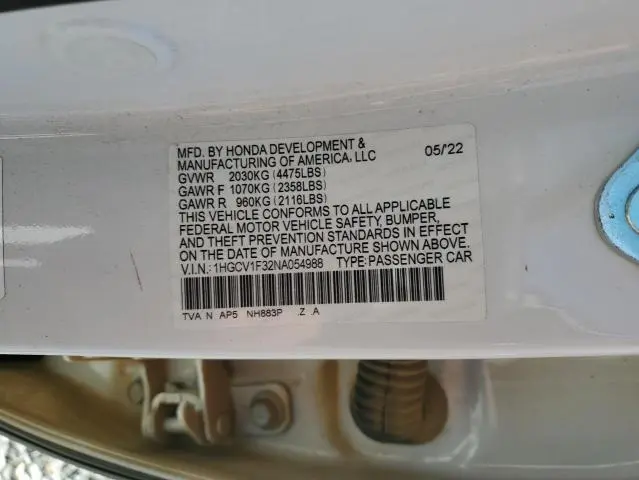 MFD. BY HONDA DEVELOPMENT &
MANUFACTURING OF AMERICA, LLC 05/22
GVWR 2030KG (4475LBS)
GAWR F 1070KG (2358LBS)
GAWR R 960KG (2116LBS)
THIS VEHICLE CONFORMS TO ALL APPLICABLE
FEDERAL MOTOR VEHICLE SAFETY, BUMPER,
AND THEFT PREVENTION STANDARDS IN EFFECT
ON THE DATE OF MANUFACTURE SHOWN ABOVE.
V.I.N.: 1HGCV1F32NA054988 TYPE: PASSENGER CAR
TVA N AP5 NH883P .Z .A